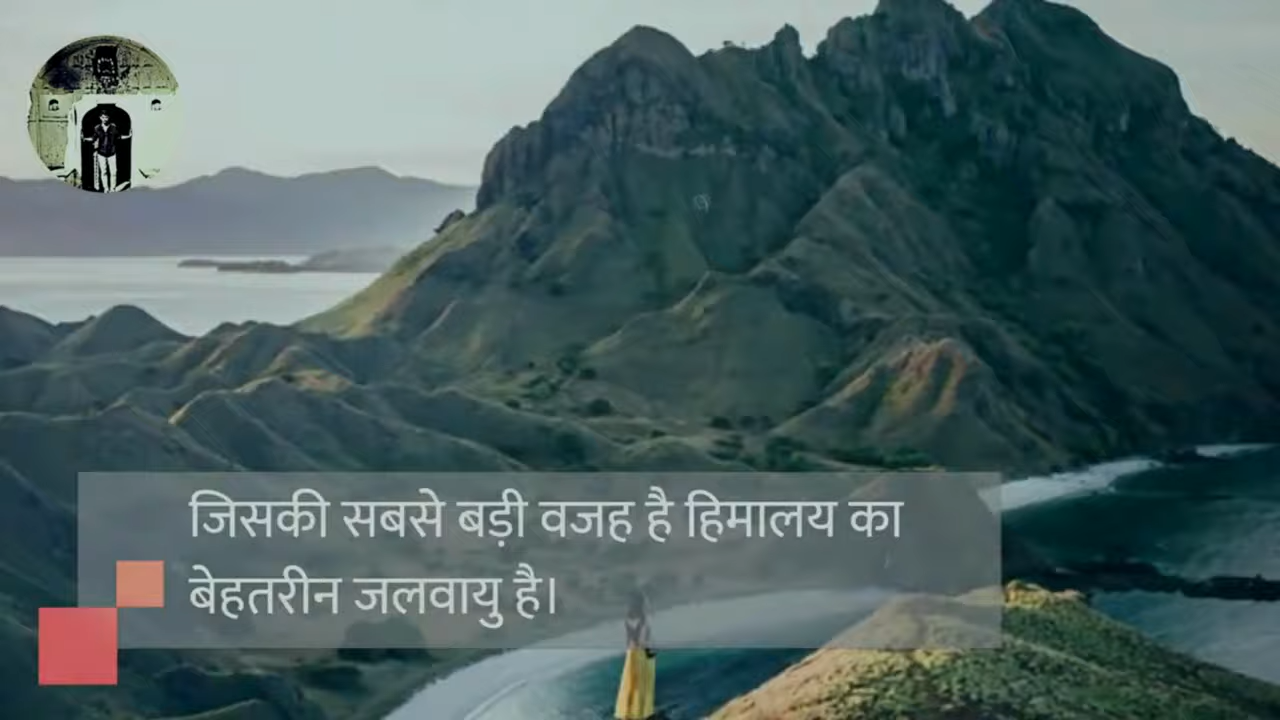 जिसकी सबसे बड़ी वजह है हिमालय का
बेहतरीन जलवायु है।